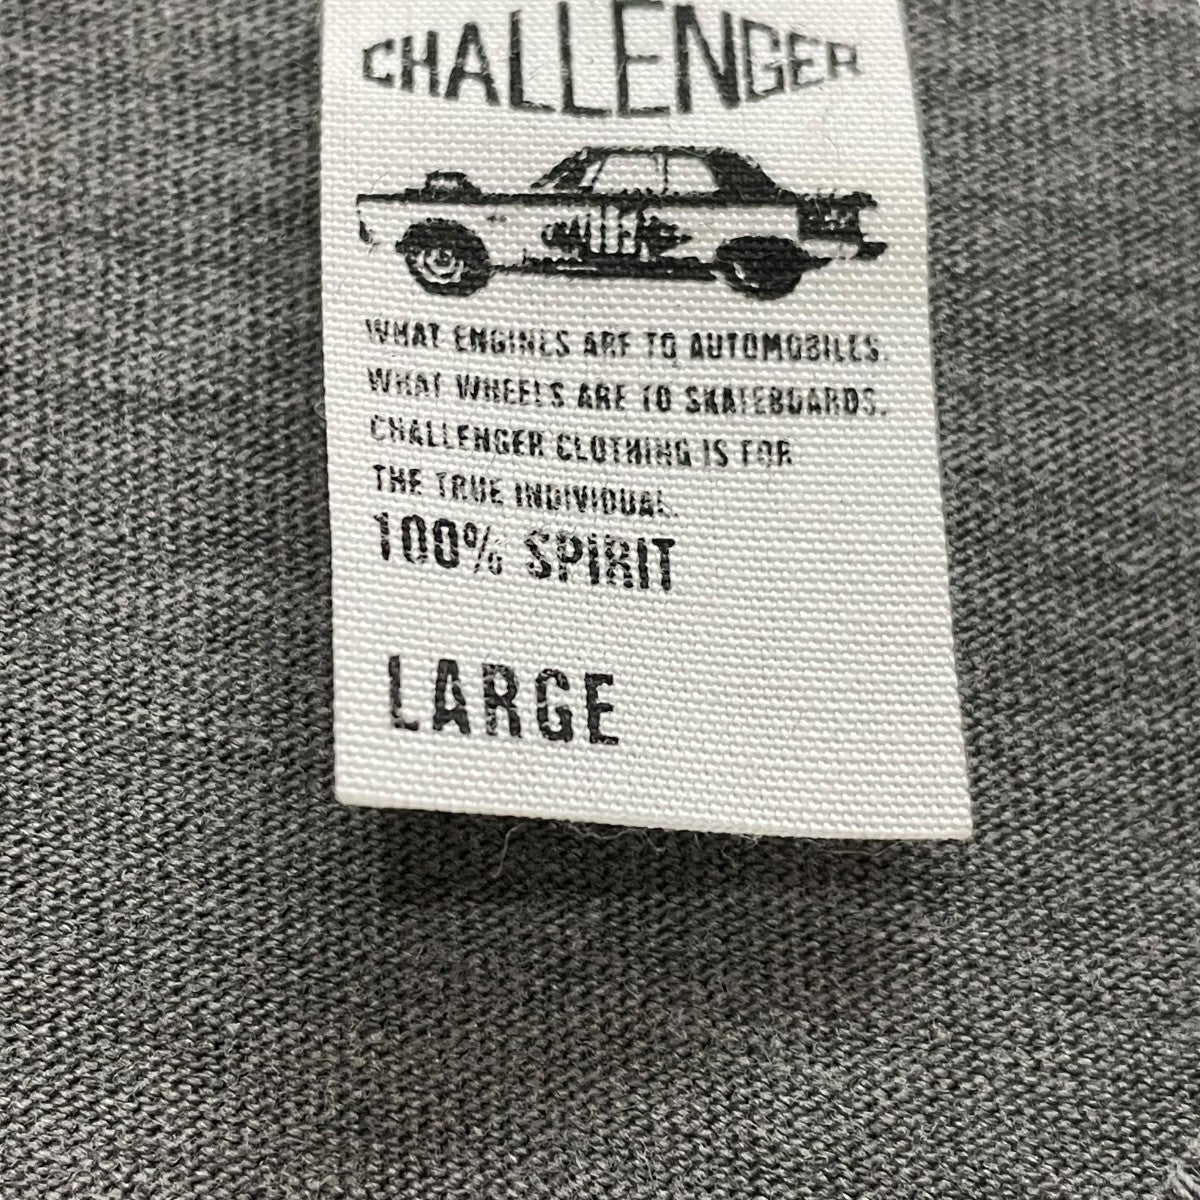 CHALLENGER
CHALLENGER
WHAT ENGINES ARE TO AUTOMOBILES.
WHAT WHEELS ARE TO SKATEBOARDS.
CHALLENGER CLOTHING IS FOR
THE TRUE INDIVIDUAL.
100% SPIRIT
LARGE